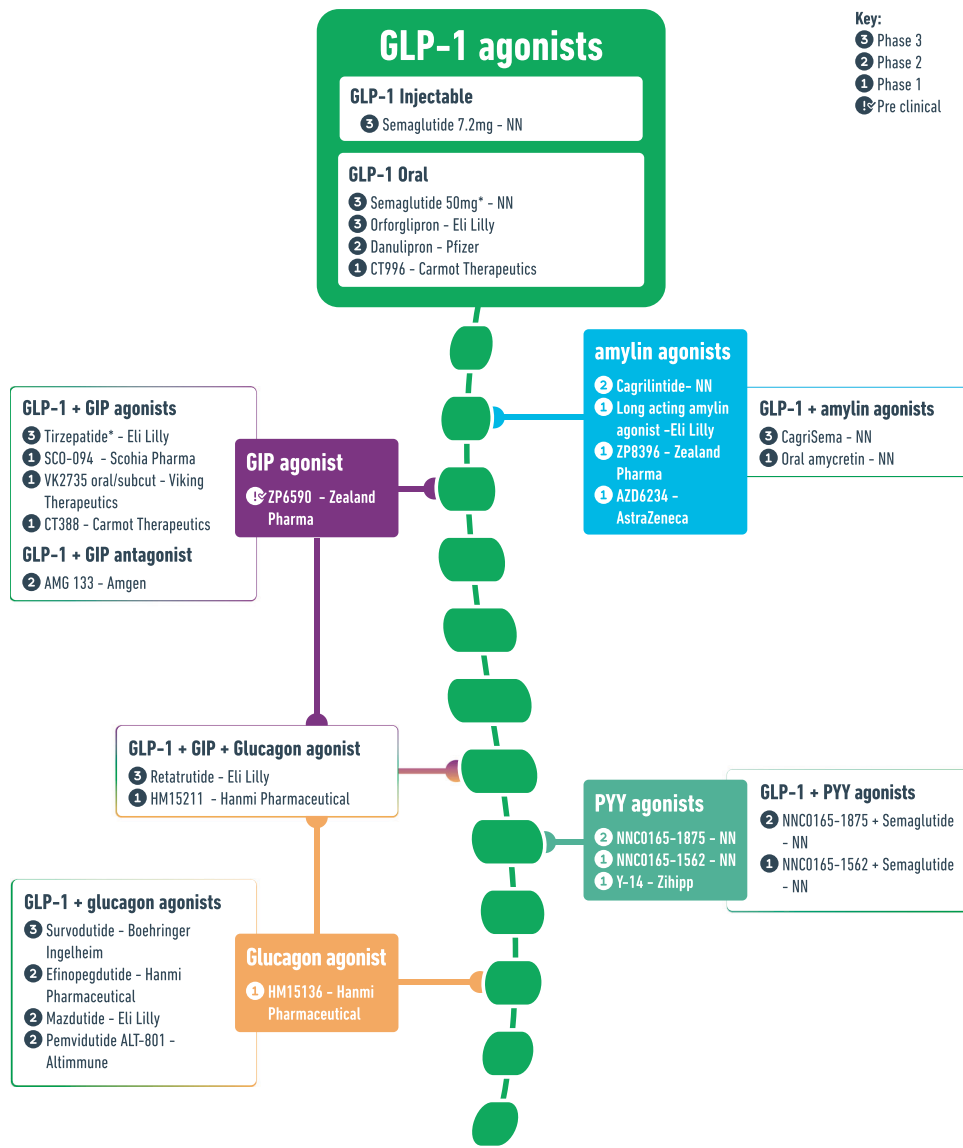 GLP-1 agonists
GLP-1 Injectable
3 Semaglutide 7.2mg - NN
GLP-1 Oral
3 Semaglutide 50mg* - NN
3 Orforglipron - Eli Lilly
2 Danulipron - Pfizer
1 CT996 - Carmot Therapeutics
Key:
3 Phase 3
2 Phase 2
1 Phase 1
! Pre clinical
amylin agonists
2 Cagrilintide- NN
1 Long acting amylin
agonist -Eli Lilly
1 ZP8396 - Zealand
Pharma
1 AZD6234 -
AstraZeneca
GLP-1 + amylin agonists
3 CagriSema - NN
1 Oral amycretin - NN
GLP-1 + GIP agonists
3 Tirzepatide* - Eli Lilly
1 SCO-094 - Scohia Pharma
1 VK2735 oral/subcut - Viking
Therapeutics
1 CT388 - Carmot Therapeutics
GLP-1 + GIP antagonist
2 AMG 133 - Amgen
GIP agonist
! ZP6590 - Zealand
Pharma
GLP-1 + GIP + Glucagon agonist
3 Retatrutide - Eli Lilly
1 HM15211 - Hanmi Pharmaceutical
PYY agonists
2 NNC0165-1875 - NN
1 NNC0165-1562 - NN
1 Y-14 - Zihipp
GLP-1 + PYY agonists
2 NNC0165-1875 + Semaglutide
- NN
1 NNC0165-1562 + Semaglutide
- NN
GLP-1 + glucagon agonists
3 Survodutide - Boehringer
Ingelheim
2 Efinopegdutide - Hanmi
Pharmaceutical
2 Mazdutide - Eli Lilly
2 Pemvidutide ALT-801 -
Altimmune
Glucagon agonist
1 HM15136 - Hanmi
Pharmaceutical